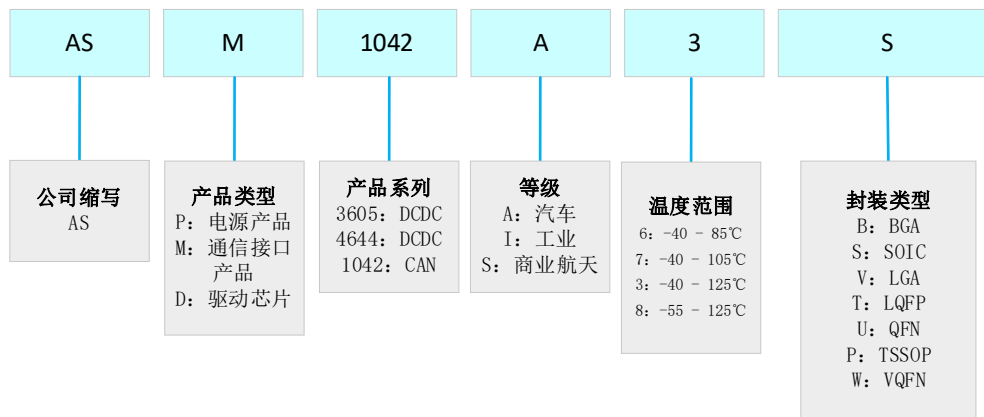 AS M 1042 A 3 S
公司缩写
AS
产品类型
P: 电源产品
M: 通信接口
产品
D: 驱动芯片
产品系列
3605: DCDC
4644: DCDC
1042: CAN
等级
A: 汽车
I: 工业
S: 商业航天
温度范围
6: -40 - 85℃
7: -40 - 105℃
3: -40 - 125℃
8: -55 - 125℃
封装类型
B: BGA
S: SOIC
V: LGA
T: LQFP
U: QFN
P: TSSOP
W: VQFN